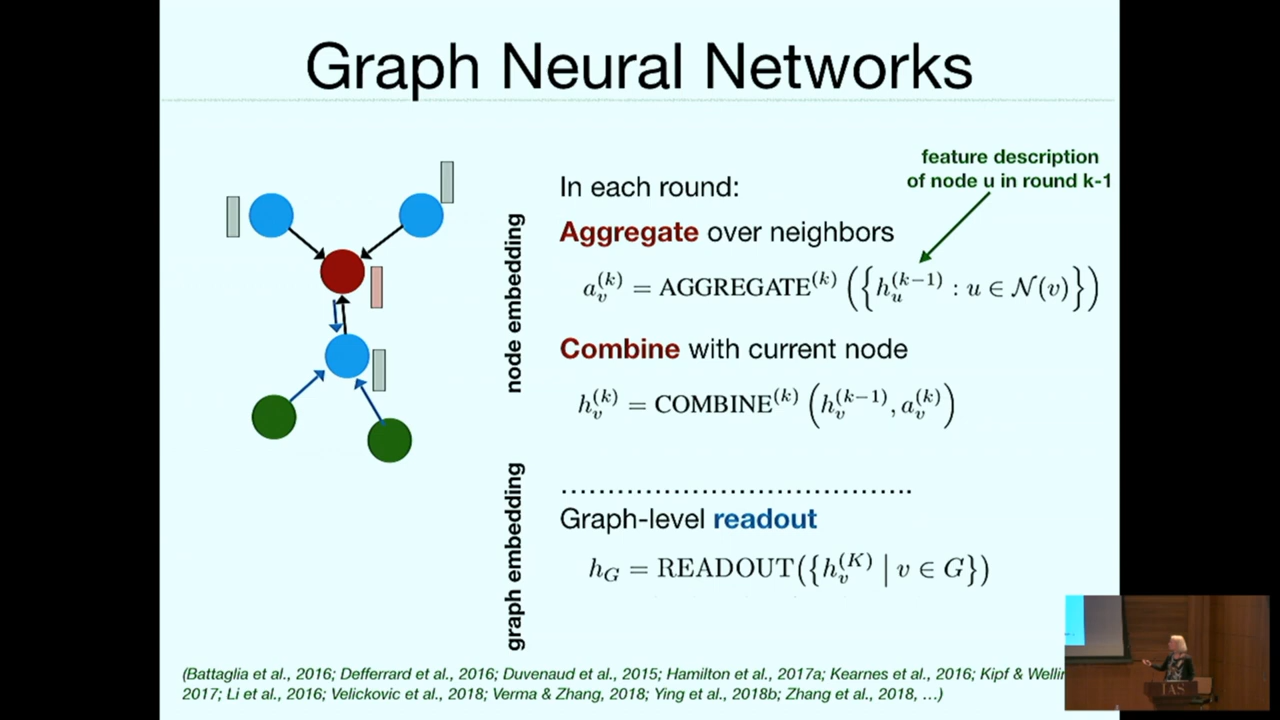 Graph Neural Networks
feature description
of node u in round k-1
In each round:
node embedding
Aggregate over neighbors
a_v^{(k)} = AGGREGATE^{(k)} ({h_u^{(k−1)} : u ∈ N(v)})
Combine with current node
h_v^{(k)} = COMBINE^{(k)} (h_v^{(k−1)}, a_v^{(k)})
graph embedding
........................................
Graph-level readout
h_G = READOUT({h_v^{(K)} | v ∈ G})
(Battaglia et al., 2016; Defferrard et al., 2016; Duvenaud et al., 2015; Hamilton et al., 2017a; Kearnes et al., 2016; Kipf &
2017; Li et al., 2016; Velickovic et al., 2018; Verma & Zhang, 2018; Ying et al., 2018b; Zhang et al., 2018, …)
IAS